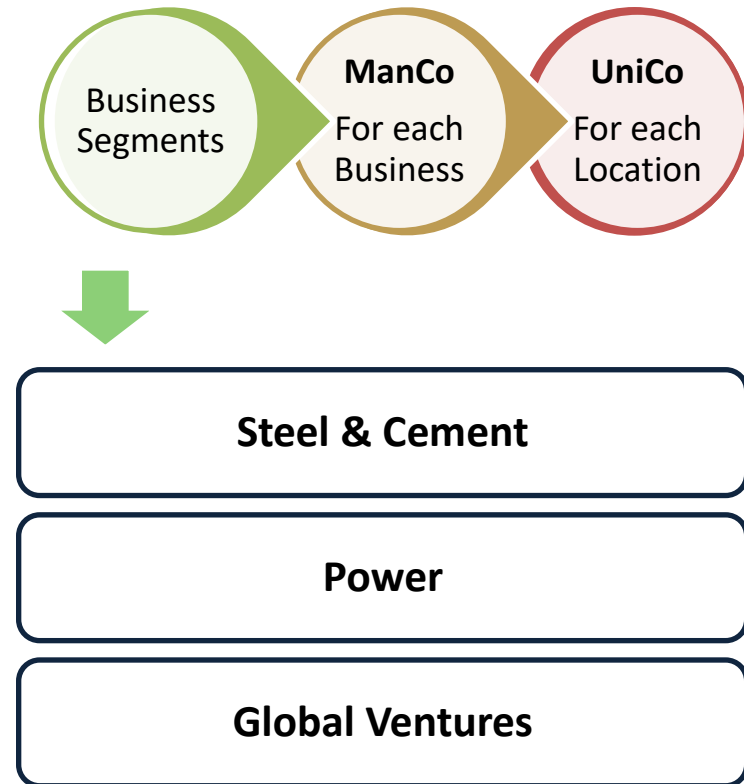 Business
Segments
ManCo
For each
Business
UniCo
For each
Location
Steel & Cement
Power
Global Ventures